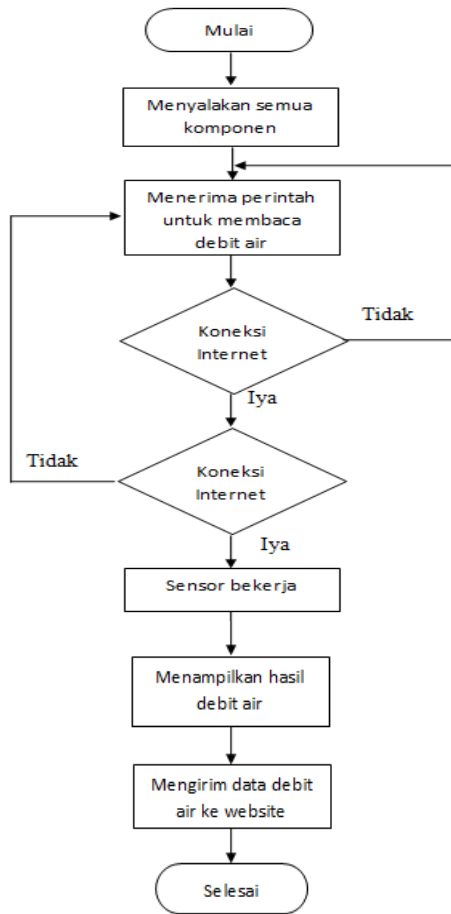 Mulai
Menyalakan semua
komponen
Menerima perintah
untuk membaca
debit air
Koneksi
Internet
Tidak
Iya
Koneksi
Internet
Tidak
Iya
Sensor bekerja
Menampilkan hasil
debit air
Mengirim data debit
air ke website
Selesai